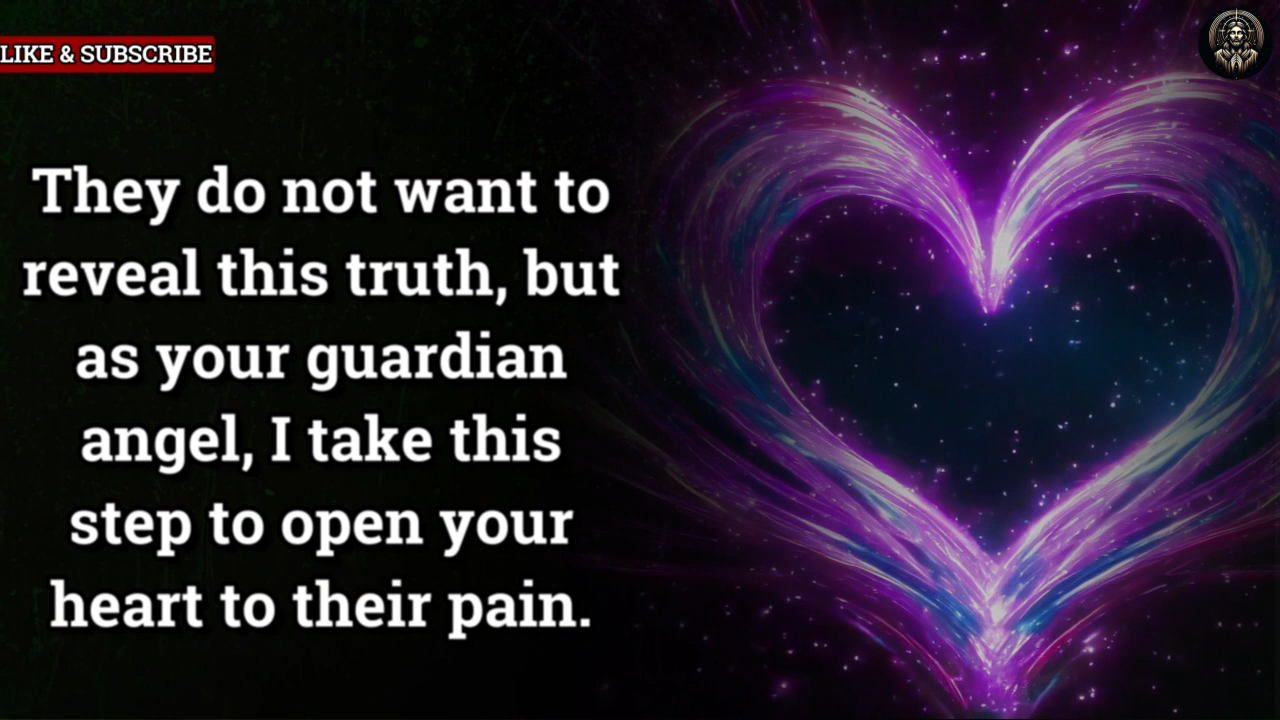 LIKE & SUBSCRIBE
They do not want to
reveal this truth, but
as your guardian
angel, I take this
step to open your
heart to their pain.